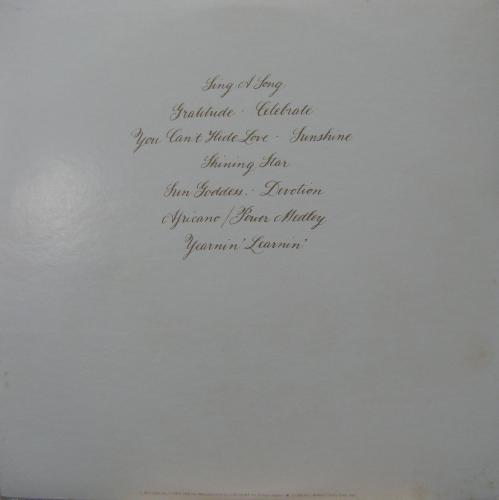 Sing A Song
Gratitude · Celebrate
You Can't Hide Love · Sunshine
Shining Star
Sun Goddess · Devotion
Africano / Power Medley
Yearnin' Learnin'